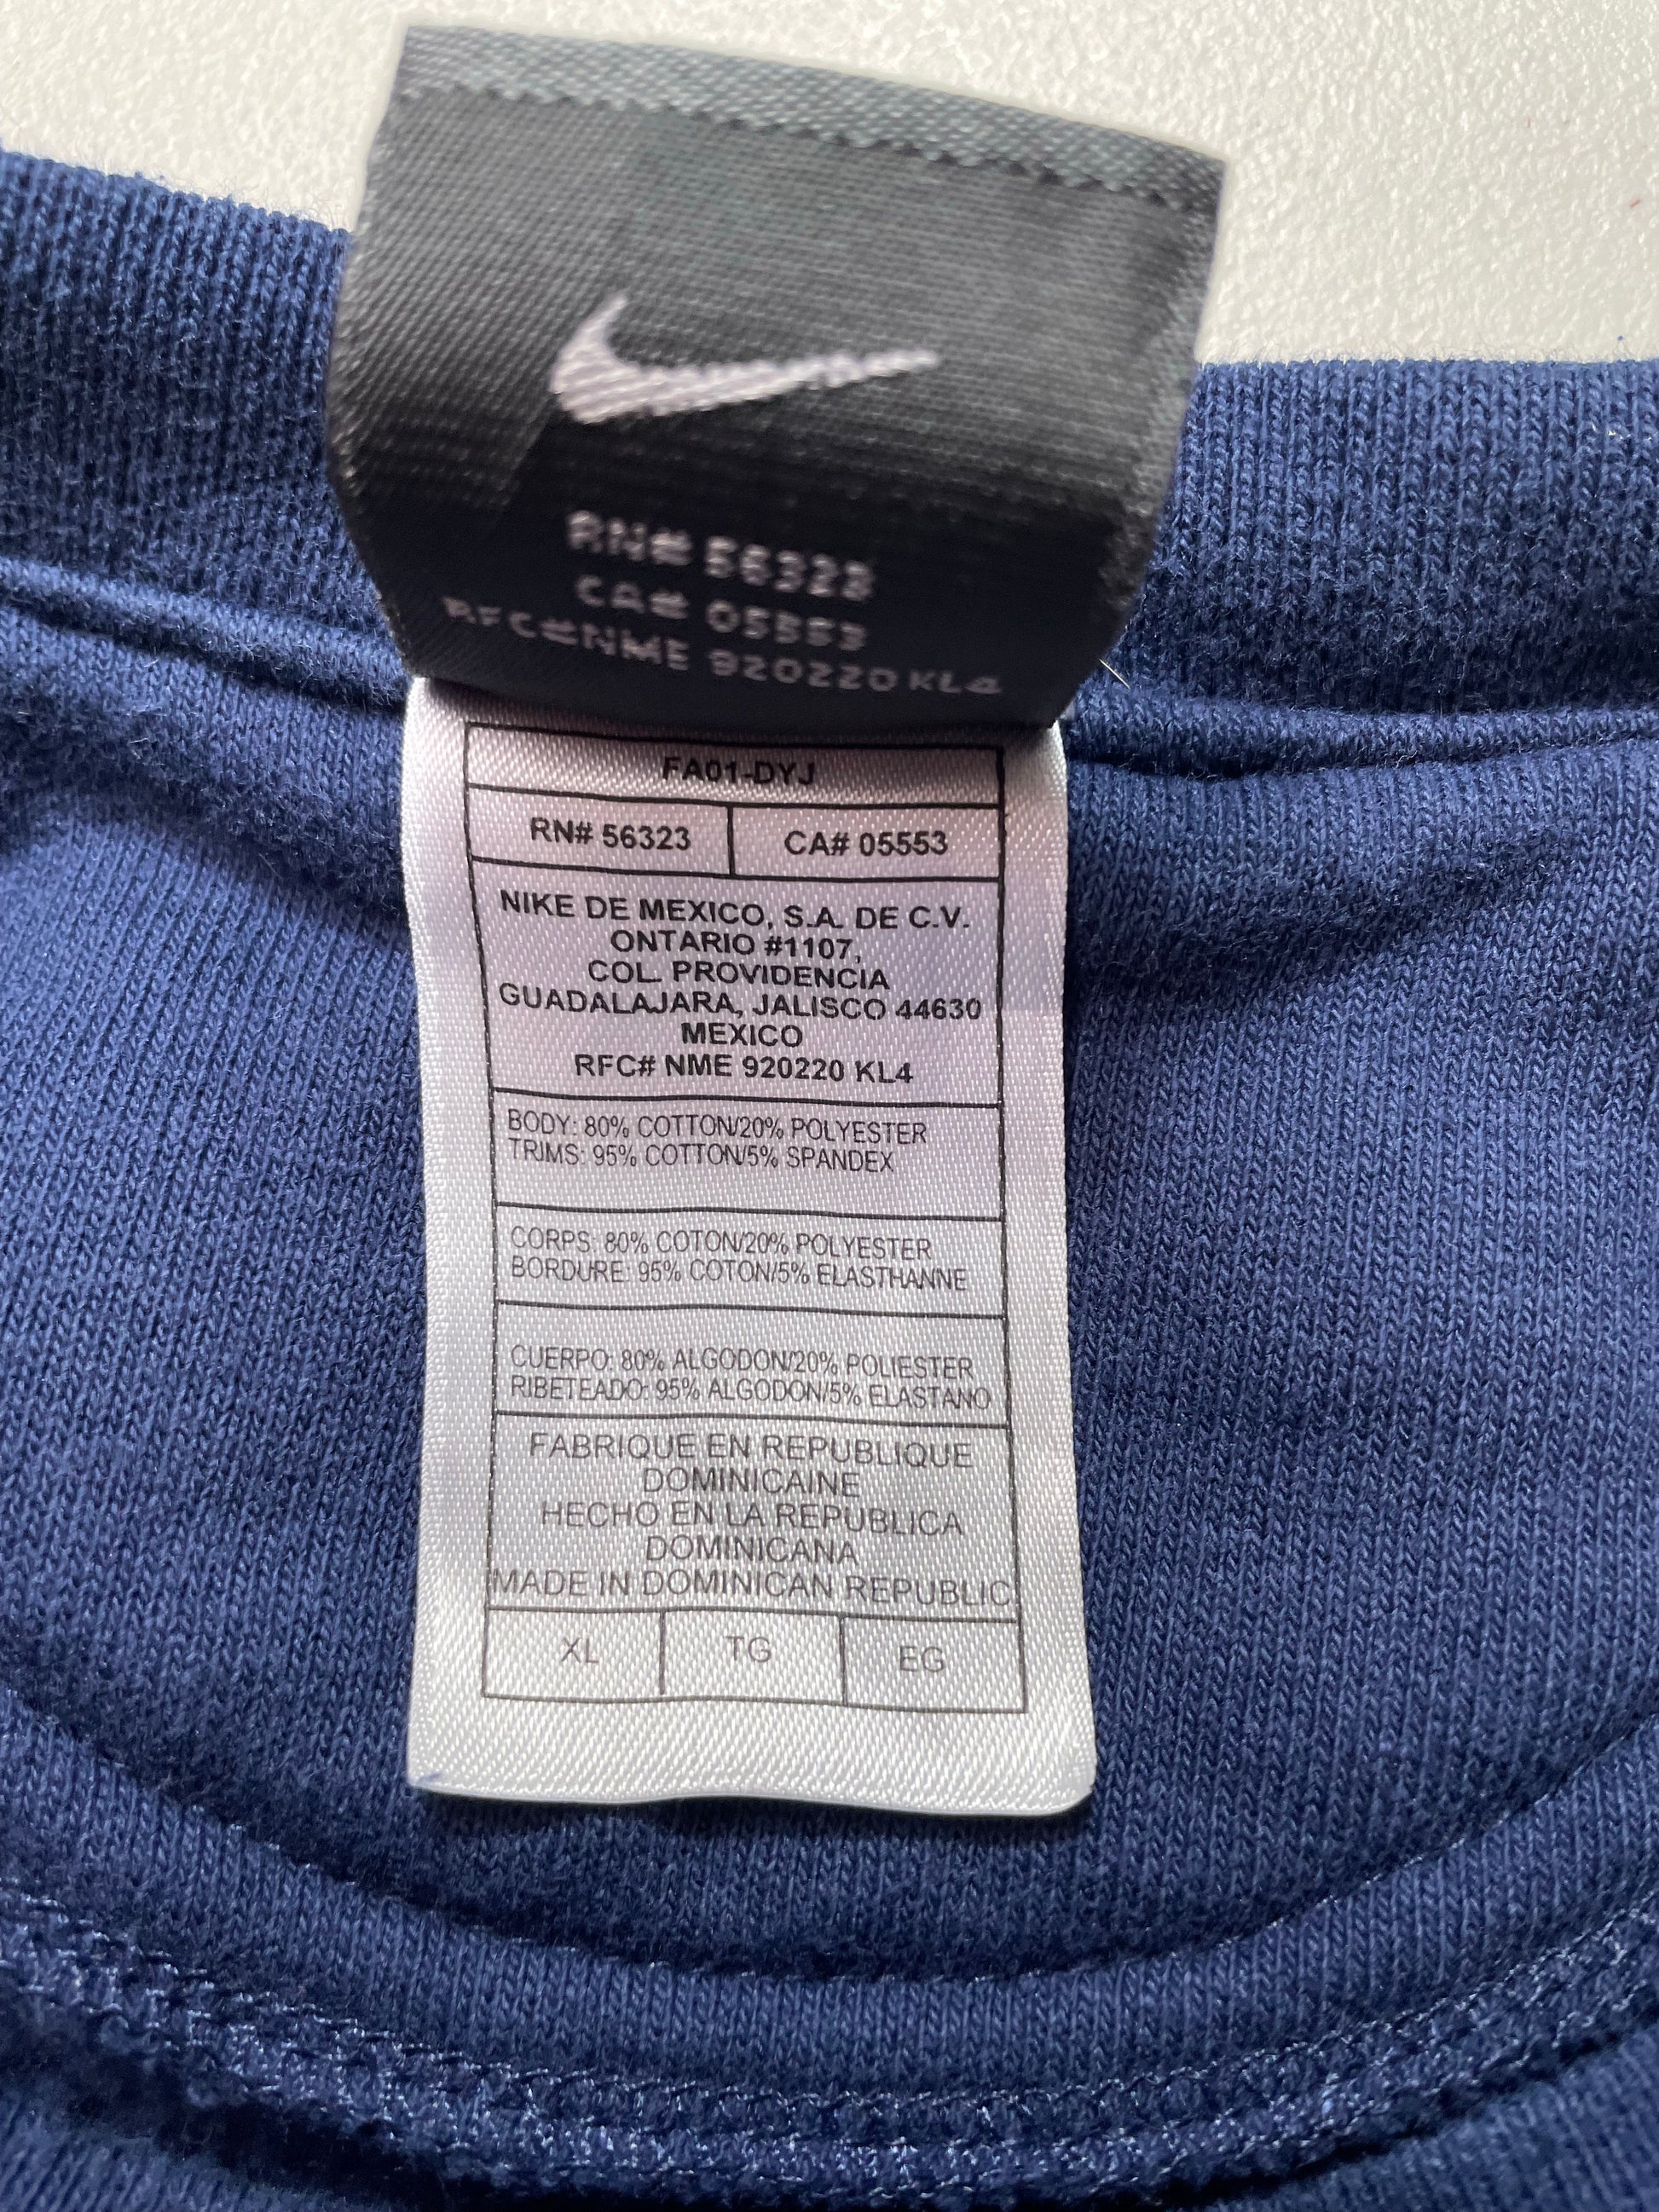 RN# 56323
CA# 05553
RFC#NME 920220 KL4
FA01-DYJ
RN# 56323 CA# 05553
NIKE DE MEXICO, S.A. DE C.V.
ONTARIO #1107,
COL. PROVIDENCIA
GUADALAJARA, JALISCO 44630
MEXICO
RFC# NME 920220 KL4
BODY: 80% COTTON/20% POLYESTER
TRIMS: 95% COTTON/5% SPANDEX
CORPS: 80% COTON/20% POLYESTER
BORDURE: 95% COTON/5% ELASTHANNE
CUERPO: 80% ALGODON/20% POLIESTER
RIBETEADO: 95% ALGODON/5% ELASTANO
FABRIQUE EN REPUBLIQUE
DOMINICAINE
HECHO EN LA REPUBLICA
DOMINICANA
MADE IN DOMINICAN REPUBLIC
XL TG EG